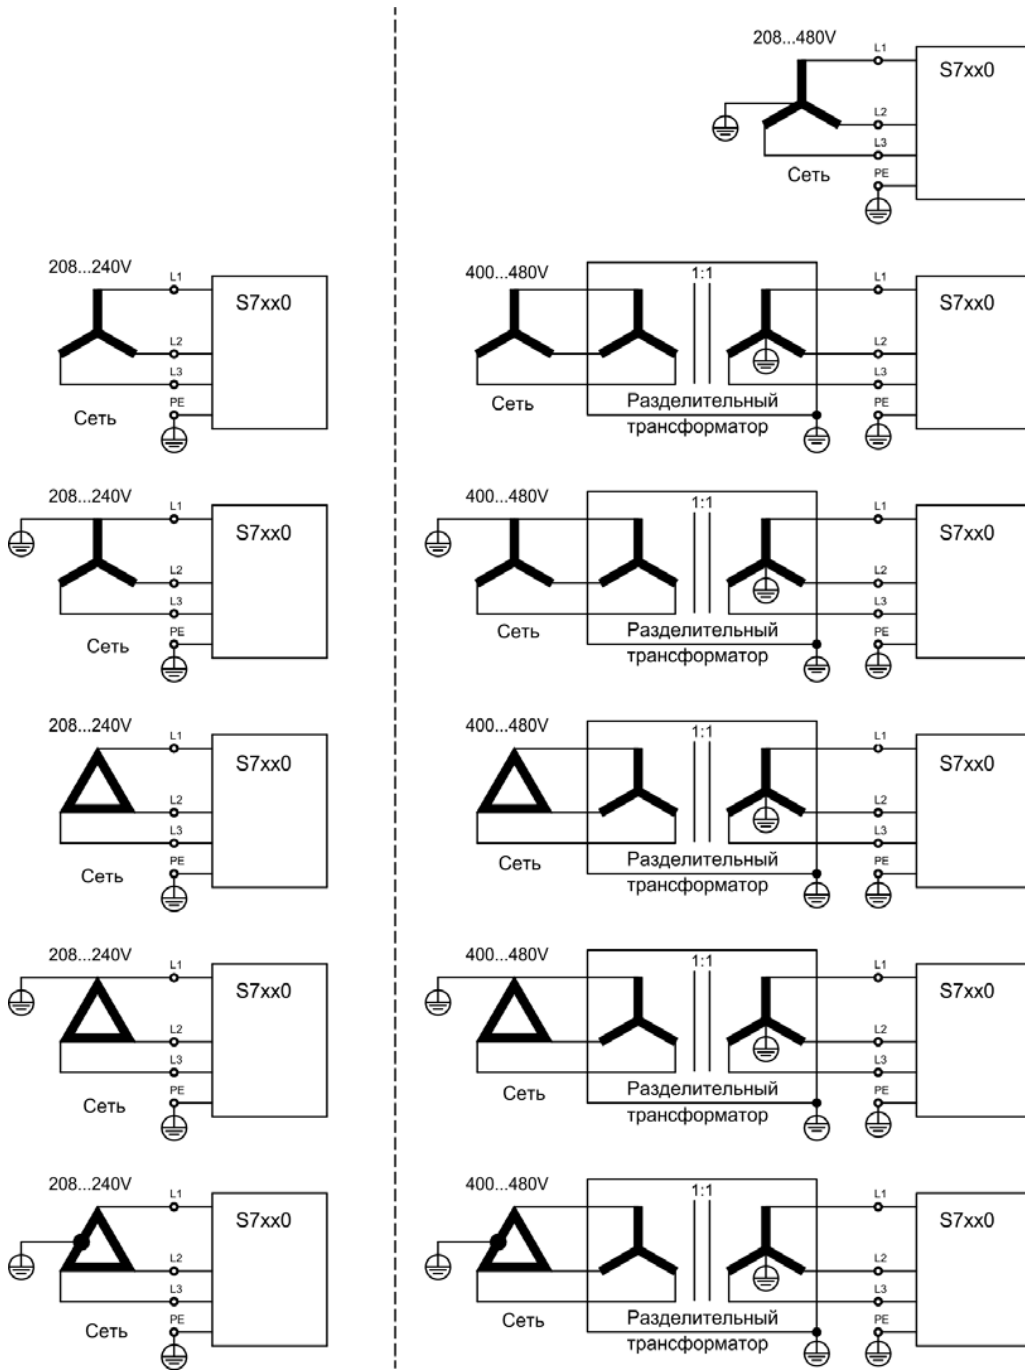 208...480V
L1
S7xx0
L2
L3
Сеть
PE
208...240V
L1
S7xx0
L2
L3
Сеть
PE
400...480V
1:1
L1
S7xx0
L2
L3
Сеть
Разделительный
трансформатор
PE
208...240V
L1
S7xx0
L2
L3
Сеть
PE
400...480V
1:1
L1
S7xx0
L2
L3
Сеть
Разделительный
трансформатор
PE
208...240V
L1
S7xx0
L2
L3
Сеть
PE
400...480V
1:1
L1
S7xx0
L2
L3
Сеть
Разделительный
трансформатор
PE
208...240V
L1
S7xx0
L2
L3
Сеть
PE
400...480V
1:1
L1
S7xx0
L2
L3
Сеть
Разделительный
трансформатор
PE
208...240V
L1
S7xx0
L2
L3
Сеть
PE
400...480V
1:1
L1
S7xx0
L2
L3
Сеть
Разделительный
трансформатор
PE